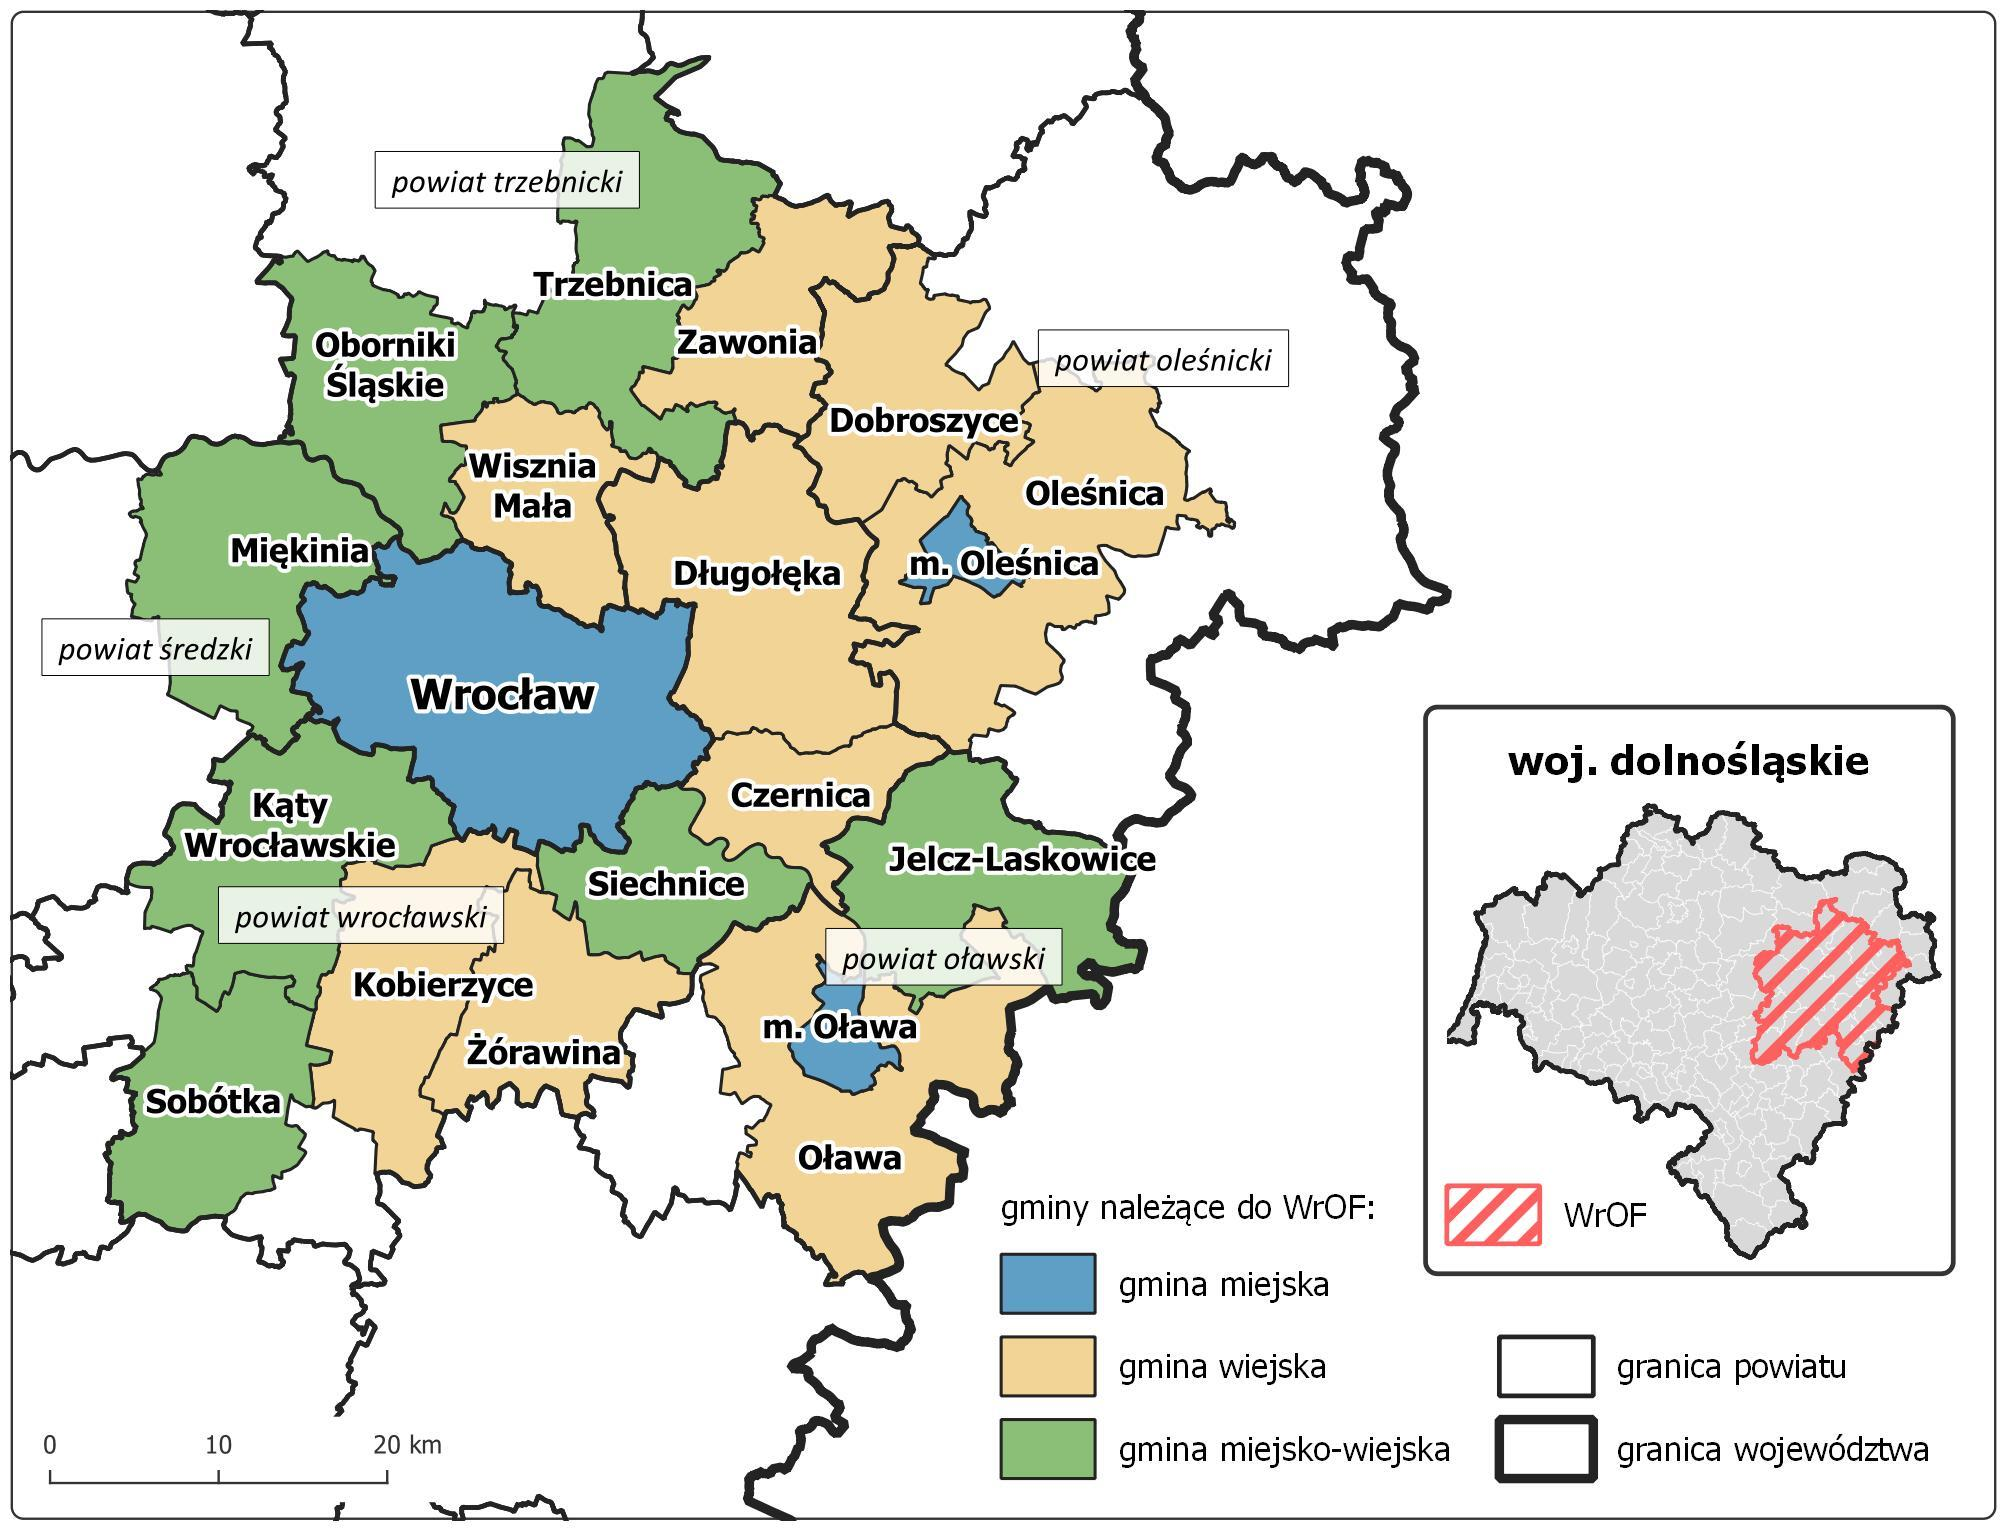 powiat trzebnicki
Trzebnica
Oborniki
Śląskie
Zawonia
powiat oleśnicki
Dobroszyce
Wisznia
Mała
Oleśnica
Miękinia
Długołęka
m. Oleśnica
powiat średzki
Wrocław
Kąty
Wrocławskie
Czernica
Jelcz-Laskowice
Siechnice
powiat wrocławski
powiat oławski
Kobierzyce
m. Oława
Żórawina
Sobótka
Oława
woj. dolnośląskie
WrOF
gminy należące do WrOF:
gmina miejska
gmina wiejska
gmina miejsko-wiejska
granica powiatu
granica województwa
0 10 20 km